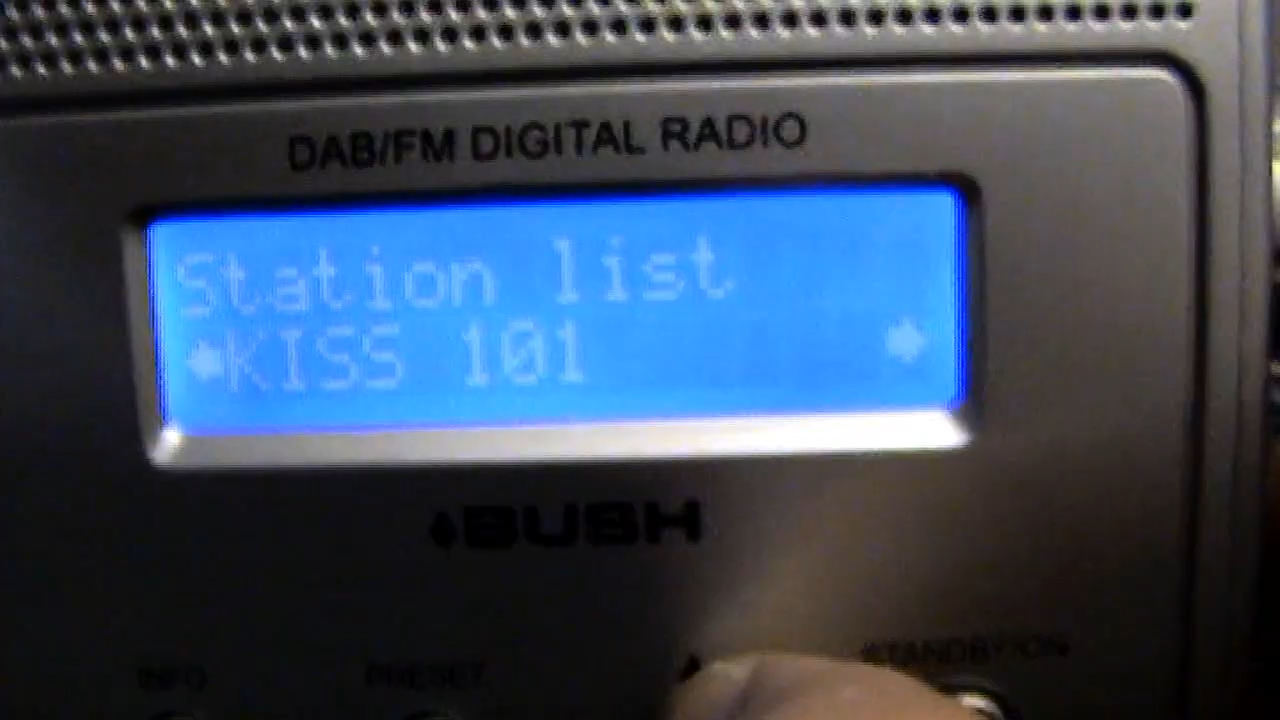 DAB/FM DIGITAL RADIO
Station list
KISS 101
BUSH
INFO PRESET STANDBY/ON